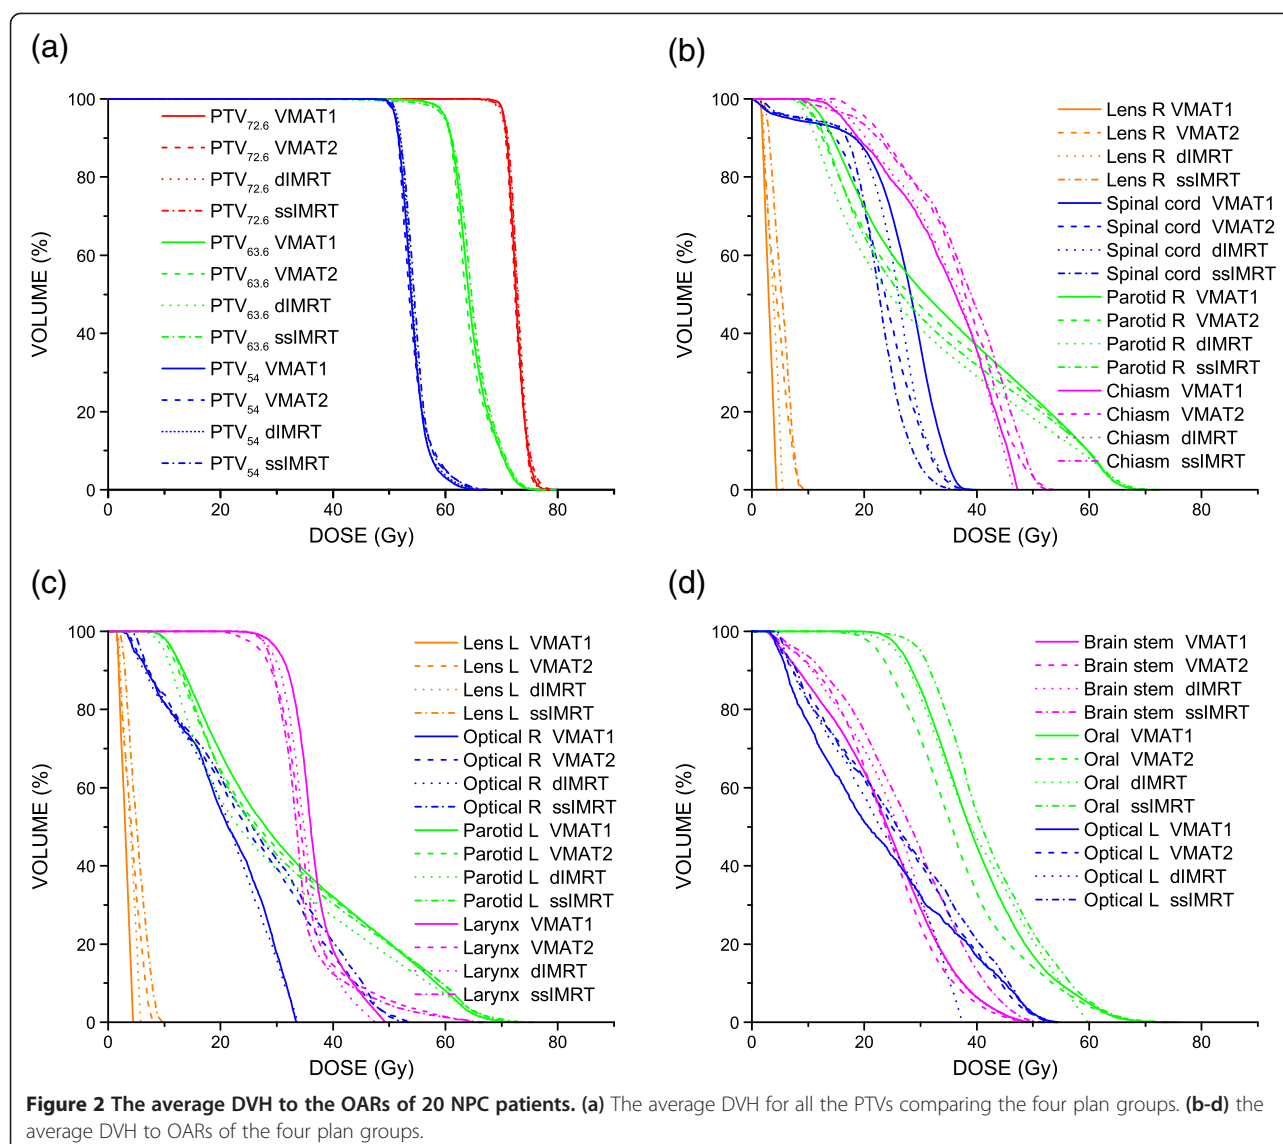 (a)
100
80
60
40
20
0
VOLUME (%)
PTV72.6 VMAT1
PTV72.6 VMAT2
PTV72.6 dIMRT
PTV72.6 ssIMRT
PTV63.6 VMAT1
PTV63.6 VMAT2
PTV63.6 dIMRT
PTV63.6 ssIMRT
PTV54 VMAT1
PTV54 VMAT2
PTV54 dIMRT
PTV54 ssIMRT
0 20 40 60 80
DOSE (Gy)
(b)
100
80
60
40
20
0
VOLUME (%)
Lens R VMAT1
Lens R VMAT2
Lens R dIMRT
Lens R ssIMRT
Spinal cord VMAT1
Spinal cord VMAT2
Spinal cord dIMRT
Spinal cord ssIMRT
Parotid R VMAT1
Parotid R VMAT2
Parotid R dIMRT
Parotid R ssIMRT
Chiasm VMAT1
Chiasm VMAT2
Chiasm dIMRT
Chiasm ssIMRT
0 20 40 60 80
DOSE (Gy)
(c)
100
80
60
40
20
0
VOLUME (%)
Lens L VMAT1
Lens L VMAT2
Lens L dIMRT
Lens L ssIMRT
Optical R VMAT1
Optical R VMAT2
Optical R dIMRT
Optical R ssIMRT
Parotid L VMAT1
Parotid L VMAT2
Parotid L dIMRT
Parotid L ssIMRT
Larynx VMAT1
Larynx VMAT2
Larynx dIMRT
Larynx ssIMRT
0 20 40 60 80
DOSE (Gy)
(d)
100
80
60
40
20
0
VOLUME (%)
Brain stem VMAT1
Brain stem VMAT2
Brain stem dIMRT
Brain stem ssIMRT
Oral VMAT1
Oral VMAT2
Oral dIMRT
Oral ssIMRT
Optical L VMAT1
Optical L VMAT2
Optical L dIMRT
Optical L ssIMRT
0 20 40 60 80
DOSE (Gy)
Figure 2 The average DVH to the OARs of 20 NPC patients. (a) The average DVH for all the PTVs comparing the four plan groups. (b-d) the
average DVH to OARs of the four plan groups.